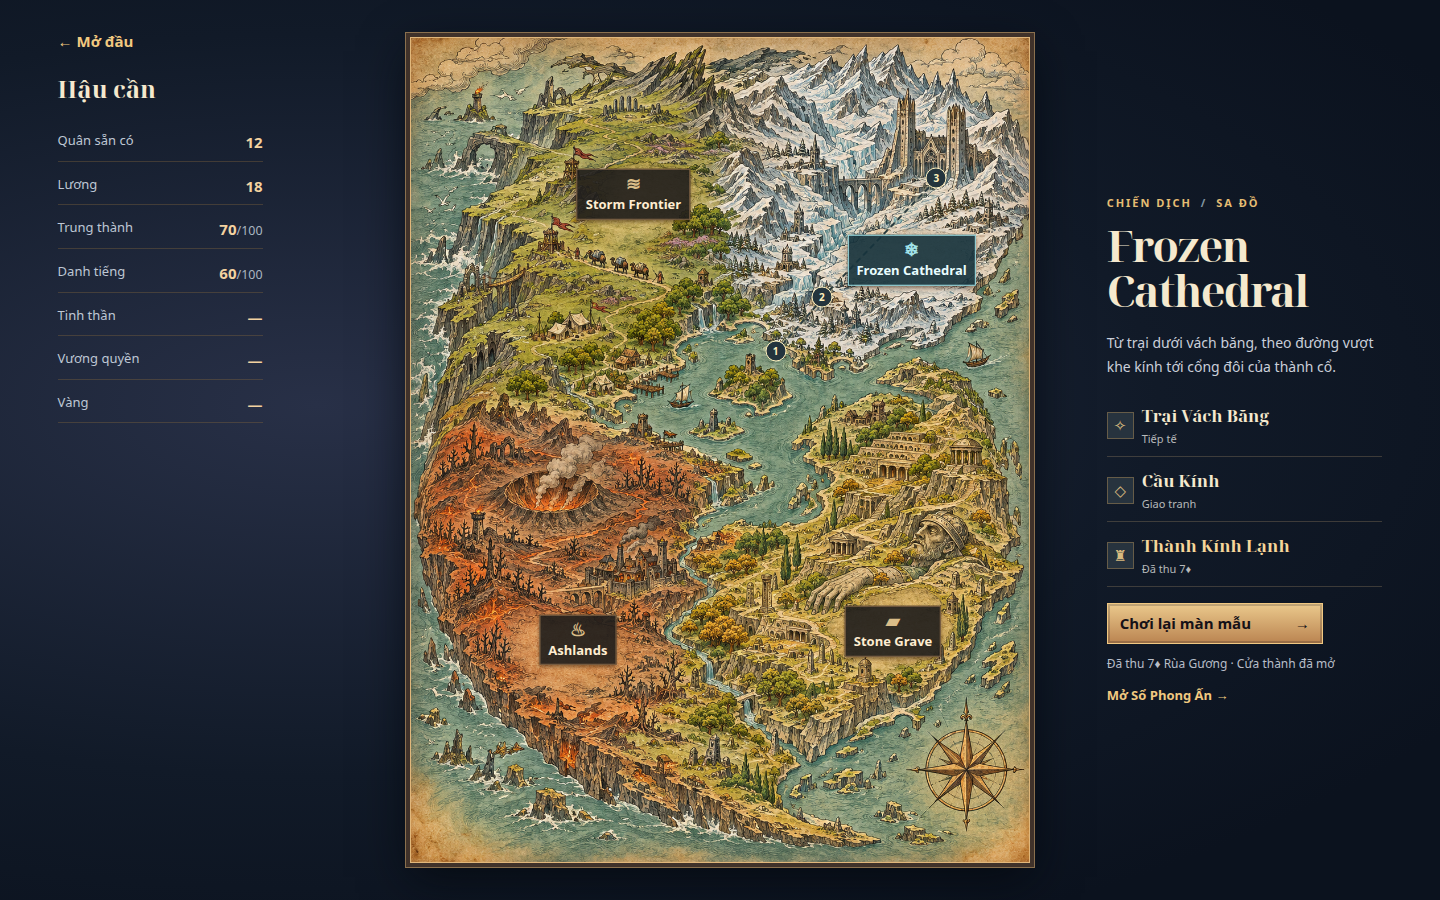 ← Mở đầu
Hậu cần
Quân sẵn có 12
Lương 18
Trung thành 70/100
Danh tiếng 60/100
Tinh thần —
Vương quyền —
Vàng —
Storm Frontier
3
Frozen Cathedral
2
1
Ashlands
Stone Grave
CHIẾN DỊCH / SA ĐỒ
Frozen
Cathedral
Từ trại dưới vách băng, theo đường vượt
khe kính tới cổng đôi của thành cổ.
Trại Vách Băng
Tiếp tế
Cầu Kính
Giao tranh
Thành Kính Lạnh
Đã thu 7♦
Chơi lại màn mẫu →
Đã thu 7♦ Rùa Gương · Cửa thành đã mở
Mở Sổ Phong Ấn →